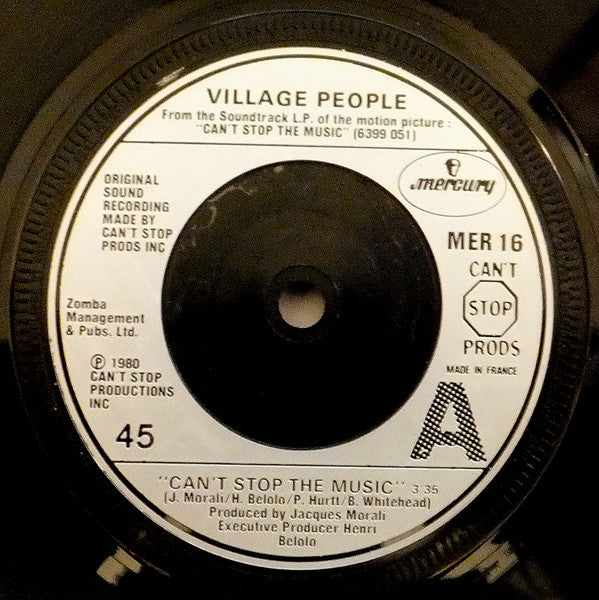 VILLAGE PEOPLE
From the Soundtrack L.P. of the motion picture :
"CAN'T STOP THE MUSIC" (6399 051)
ORIGINAL
SOUND
RECORDING
MADE BY
CAN'T STOP
PRODS INC
mercury
MER 16
CAN'T
STOP
PRODS
MADE IN FRANCE
Zomba
Management
& Pubs. Ltd.
℗ 1980
CAN'T STOP
PRODUCTIONS
INC
45
A
"CAN'T STOP THE MUSIC" 3 35
(J. Morali/H. Belolo/P. Hurtt/B. Whitehead)
Produced by Jacques Morali
Executive Producer Henri
Belolo